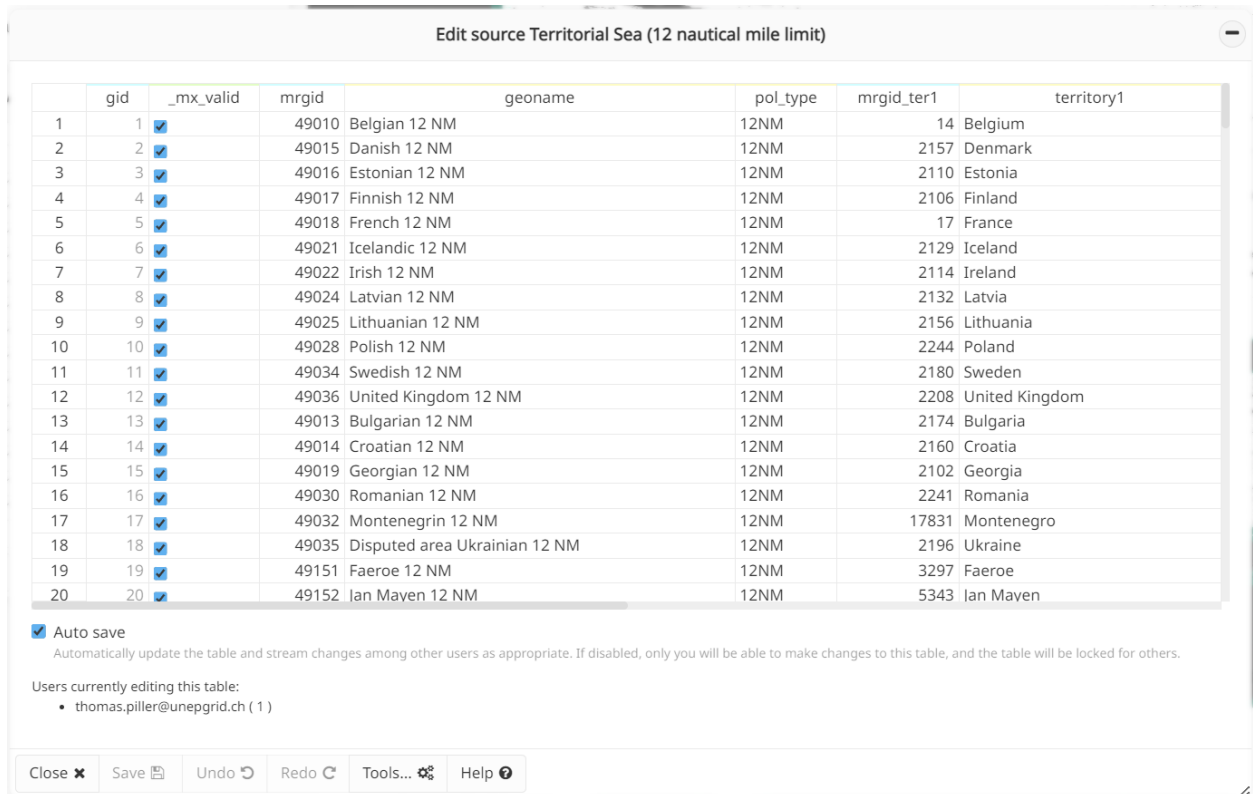 Edit source Territorial Sea (12 nautical mile limit)
gid _mx_valid mrgid geoname pol_type mrgid_ter1 territory1
1 1 49010 Belgian 12 NM 12NM 14 Belgium
2 2 49015 Danish 12 NM 12NM 2157 Denmark
3 3 49016 Estonian 12 NM 12NM 2110 Estonia
4 4 49017 Finnish 12 NM 12NM 2106 Finland
5 5 49018 French 12 NM 12NM 17 France
6 6 49021 Icelandic 12 NM 12NM 2129 Iceland
7 7 49022 Irish 12 NM 12NM 2114 Ireland
8 8 49024 Latvian 12 NM 12NM 2132 Latvia
9 9 49025 Lithuanian 12 NM 12NM 2156 Lithuania
10 10 49028 Polish 12 NM 12NM 2244 Poland
11 11 49034 Swedish 12 NM 12NM 2180 Sweden
12 12 49036 United Kingdom 12 NM 12NM 2208 United Kingdom
13 13 49013 Bulgarian 12 NM 12NM 2174 Bulgaria
14 14 49014 Croatian 12 NM 12NM 2160 Croatia
15 15 49019 Georgian 12 NM 12NM 2102 Georgia
16 16 49030 Romanian 12 NM 12NM 2241 Romania
17 17 49032 Montenegrin 12 NM 12NM 17831 Montenegro
18 18 49035 Disputed area Ukrainian 12 NM 12NM 2196 Ukraine
19 19 49151 Faeroe 12 NM 12NM 3297 Faeroe
20 20 49152 Jan Mayen 12 NM 12NM 5343 Jan Mayen
Auto save
Automatically update the table and stream changes among other users as appropriate. If disabled, only you will be able to make changes to this table, and the table will be locked for others.
Users currently editing this table:
• thomas.piller@unepgrid.ch ( 1 )
Close Save Undo Redo Tools... Help